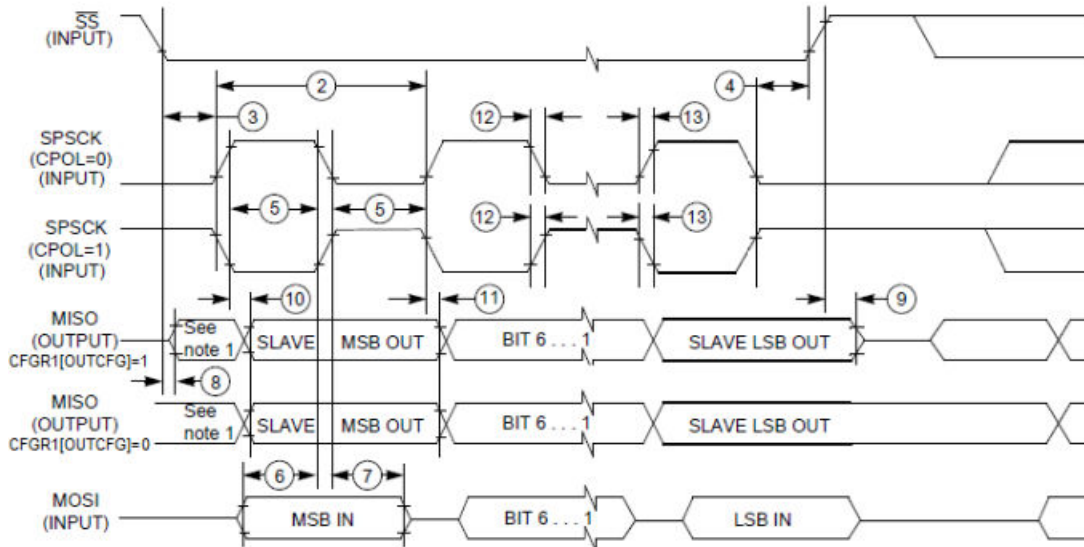 SS
(INPUT)
2
4
3
12
13
SPSCK
(CPOL=0)
(INPUT)
5
5
12
13
SPSCK
(CPOL=1)
(INPUT)
10
11
9
MISO
(OUTPUT)
CFGR1[OUTCFG]=1
See
note 1
SLAVE
MSB OUT
BIT 6 . . . 1
SLAVE LSB OUT
8
MISO
(OUTPUT)
CFGR1[OUTCFG]=0
See
note 1
SLAVE
MSB OUT
BIT 6 . . . 1
SLAVE LSB OUT
6
7
MOSI
(INPUT)
MSB IN
BIT 6 . . . 1
LSB IN